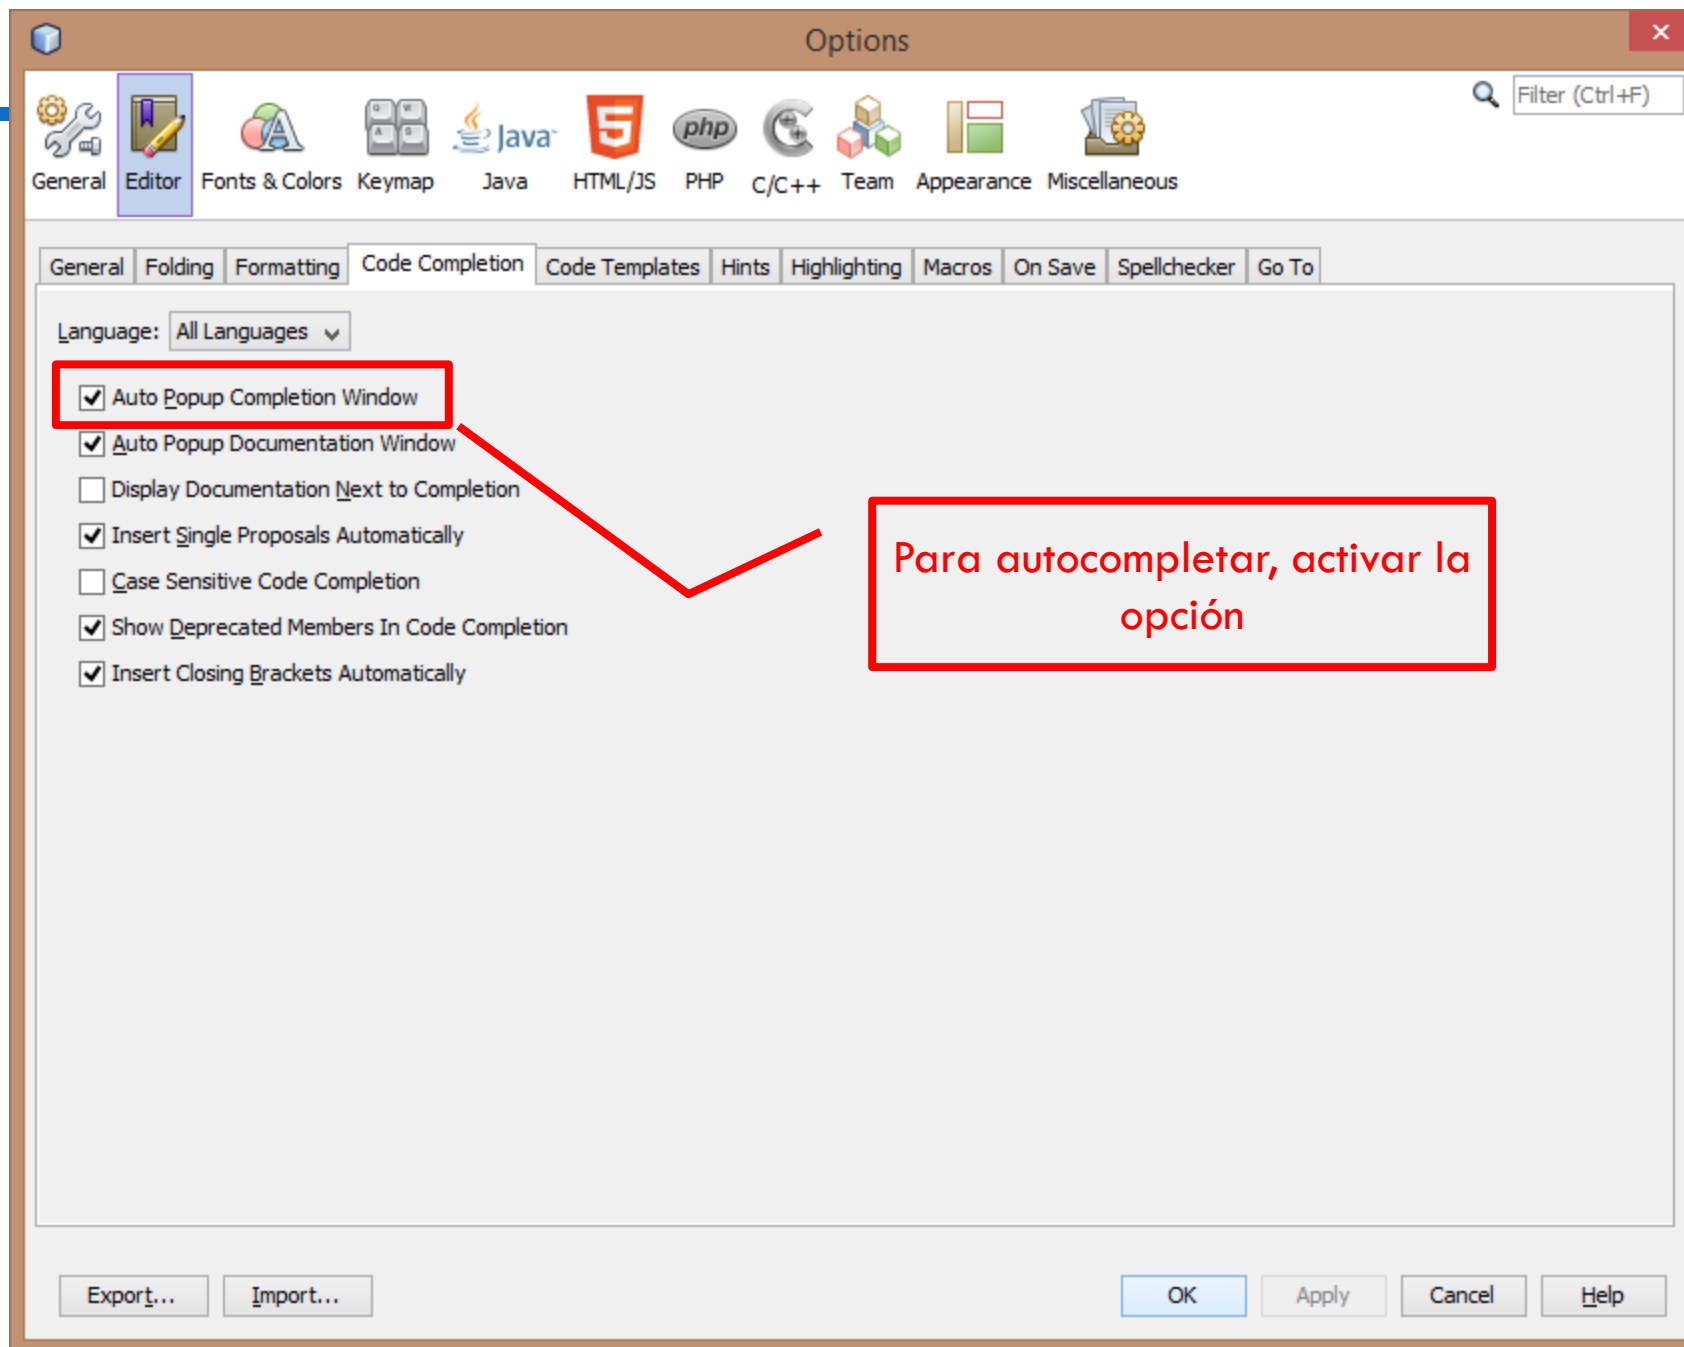 Options
Filter (Ctrl+F)
Java
php
General Editor Fonts & Colors Keymap Java HTML/JS PHP C/C++ Team Appearance Miscellaneous
General Folding Formatting Code Completion Code Templates Hints Highlighting Macros On Save Spellchecker Go To
Language: All Languages
Auto Popup Completion Window
Auto Popup Documentation Window
Display Documentation Next to Completion
Insert Single Proposals Automatically
Case Sensitive Code Completion
Show Deprecated Members In Code Completion
Insert Closing Brackets Automatically
Para autocompletar, activar la
opción
Export... Import... OK Apply Cancel Help